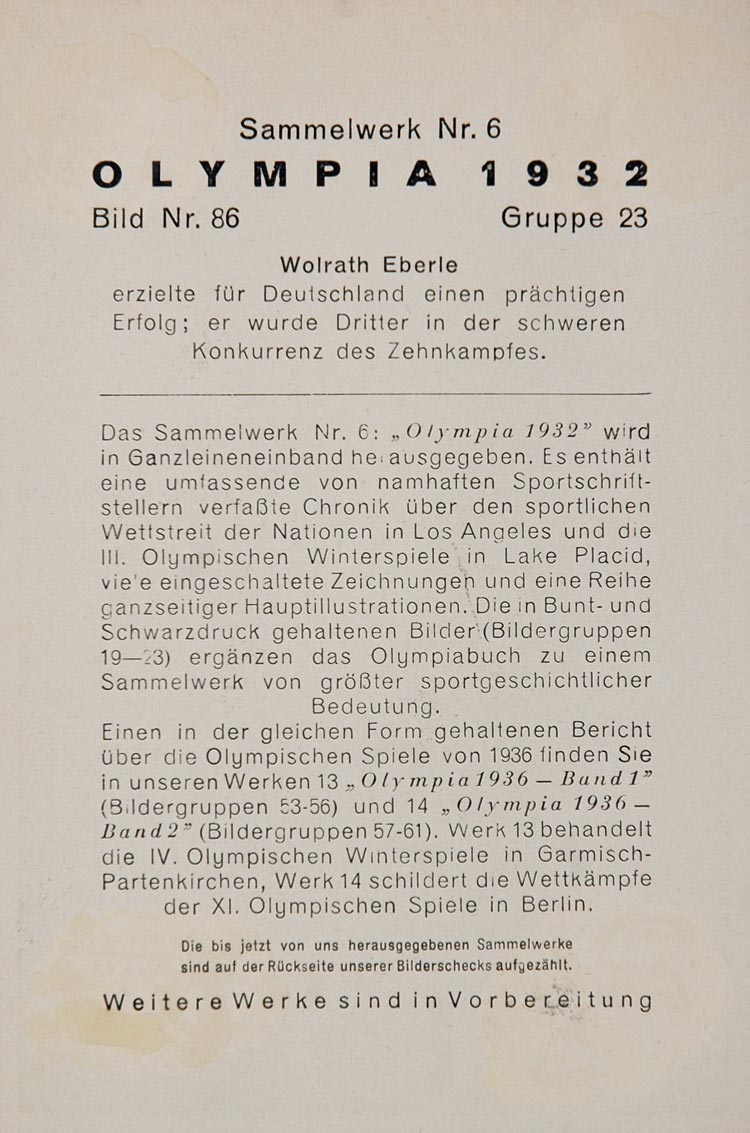 Sammelwerk Nr. 6
OLYMPIA 1932
Bild Nr. 86 Gruppe 23
Wolrath Eberle
erzielte für Deutschland einen prächtigen
Erfolg; er wurde Dritter in der schweren
Konkurrenz des Zehnkampfes.
Das Sammelwerk Nr. 6: „Olympia 1932” wird
in Ganzleineneinband herausgegeben. Es enthält
eine umfassende von namhaften Sportschrift-
stellern verfaßte Chronik über den sportlichen
Wettstreit der Nationen in Los Angeles und die
III. Olympischen Winterspiele in Lake Placid,
viele eingeschaltete Zeichnungen und eine Reihe
ganzseitiger Hauptillustrationen. Die in Bunt- und
Schwarzdruck gehaltenen Bilder (Bildergruppen
19—23) ergänzen das Olympiabuch zu einem
Sammelwerk von größter sportgeschichtlicher
Bedeutung.
Einen in der gleichen Form gehaltenen Bericht
über die Olympischen Spiele von 1936 finden Sie
in unseren Werken 13 „Olympia 1936 — Band 1”
(Bildergruppen 53-56) und 14 „Olympia 1936 —
Band 2” (Bildergruppen 57-61). Werk 13 behandelt
die IV. Olympischen Winterspiele in Garmisch-
Partenkirchen, Werk 14 schildert die Wettkämpfe
der XI. Olympischen Spiele in Berlin.
Die bis jetzt von uns herausgegebenen Sammelwerke
sind auf der Rückseite unserer Bilderschecks aufgezählt.
Weitere Werke sind in Vorbereitung